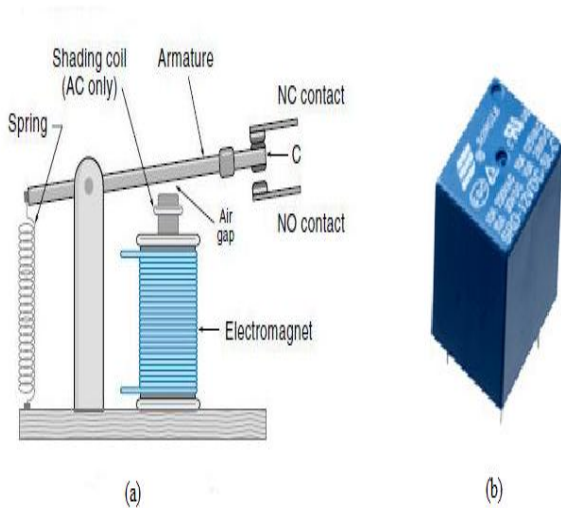 Shading coil
(AC only)
Armature
NC contact
Spring
C
Air
gap
NO contact
Electromagnet
(a)
(b)